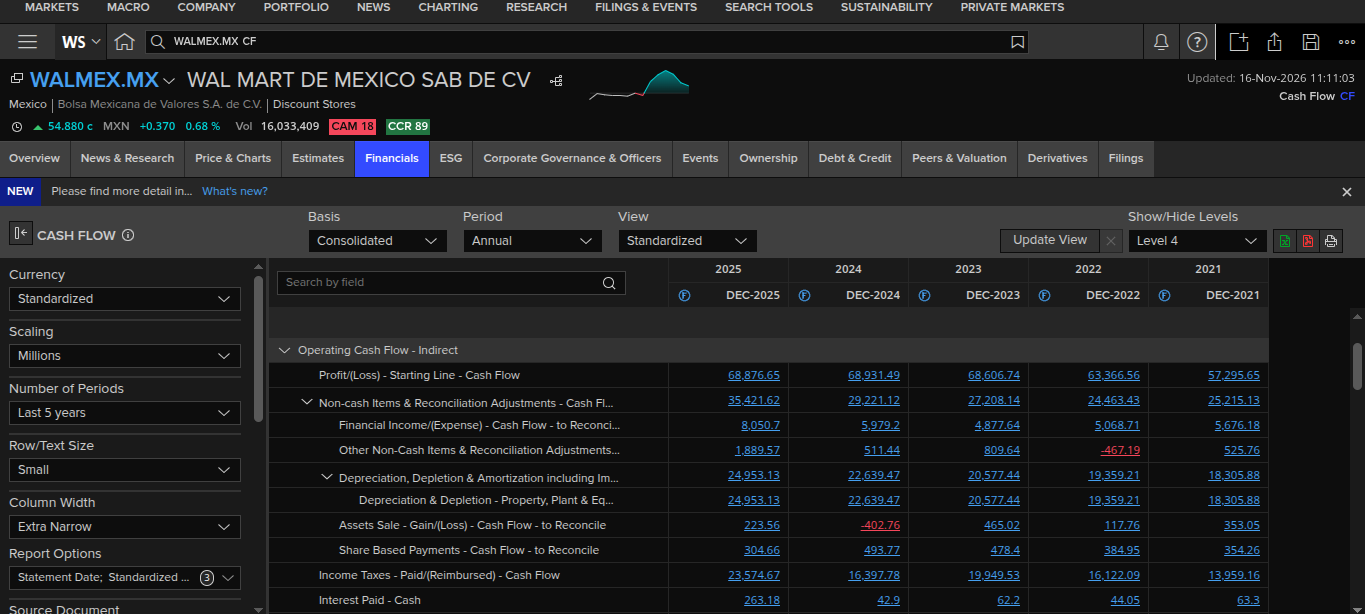 MARKETS MACRO COMPANY PORTFOLIO NEWS CHARTING RESEARCH FILINGS & EVENTS SEARCH TOOLS SUSTAINABILITY PRIVATE MARKETS
WS WALMEX.MX CF ?
WALMEX.MX WAL MART DE MEXICO SAB DE CV Updated: 16-Nov-2026 11:11:03
Mexico | Bolsa Mexicana de Valores S.A. de C.V. | Discount Stores Cash Flow CF
54.880 c MXN +0.370 0.68 % Vol 16,033,409 CAM 18 CCR 89
Overview News & Research Price & Charts Estimates Financials ESG Corporate Governance & Officers Events Ownership Debt & Credit Peers & Valuation Derivatives Filings
NEW Please find more detail in... What's new?
Basis Period View Show/Hide Levels
CASH FLOW Consolidated Annual Standardized Update View Level 4
Currency
Standardized
Scaling
Millions
Number of Periods
Last 5 years
Row/Text Size
Small
Column Width
Extra Narrow
Report Options
Statement Date; Standardized ... 3
Source Document
Search by field
2025 2024 2023 2022 2021
F DEC-2025 F DEC-2024 F DEC-2023 F DEC-2022 F DEC-2021
Operating Cash Flow - Indirect
Profit/(Loss) - Starting Line - Cash Flow 68,876.65 68,931.49 68,606.74 63,366.56 57,295.65
Non-cash Items & Reconciliation Adjustments - Cash Fl... 35,421.62 29,221.12 27,208.14 24,463.43 25,215.13
Financial Income/(Expense) - Cash Flow - to Reconci... 8,050.7 5,979.2 4,877.64 5,068.71 5,676.18
Other Non-Cash Items & Reconciliation Adjustments... 1,889.57 511.44 809.64 -467.19 525.76
Depreciation, Depletion & Amortization including Im... 24,953.13 22,639.47 20,577.44 19,359.21 18,305.88
Depreciation & Depletion - Property, Plant & Eq... 24,953.13 22,639.47 20,577.44 19,359.21 18,305.88
Assets Sale - Gain/(Loss) - Cash Flow - to Reconcile 223.56 -402.76 465.02 117.76 353.05
Share Based Payments - Cash Flow - to Reconcile 304.66 493.77 478.4 384.95 354.26
Income Taxes - Paid/(Reimbursed) - Cash Flow 23,574.67 16,397.78 19,949.53 16,122.09 13,959.16
Interest Paid - Cash 263.18 42.9 62.2 44.05 63.3